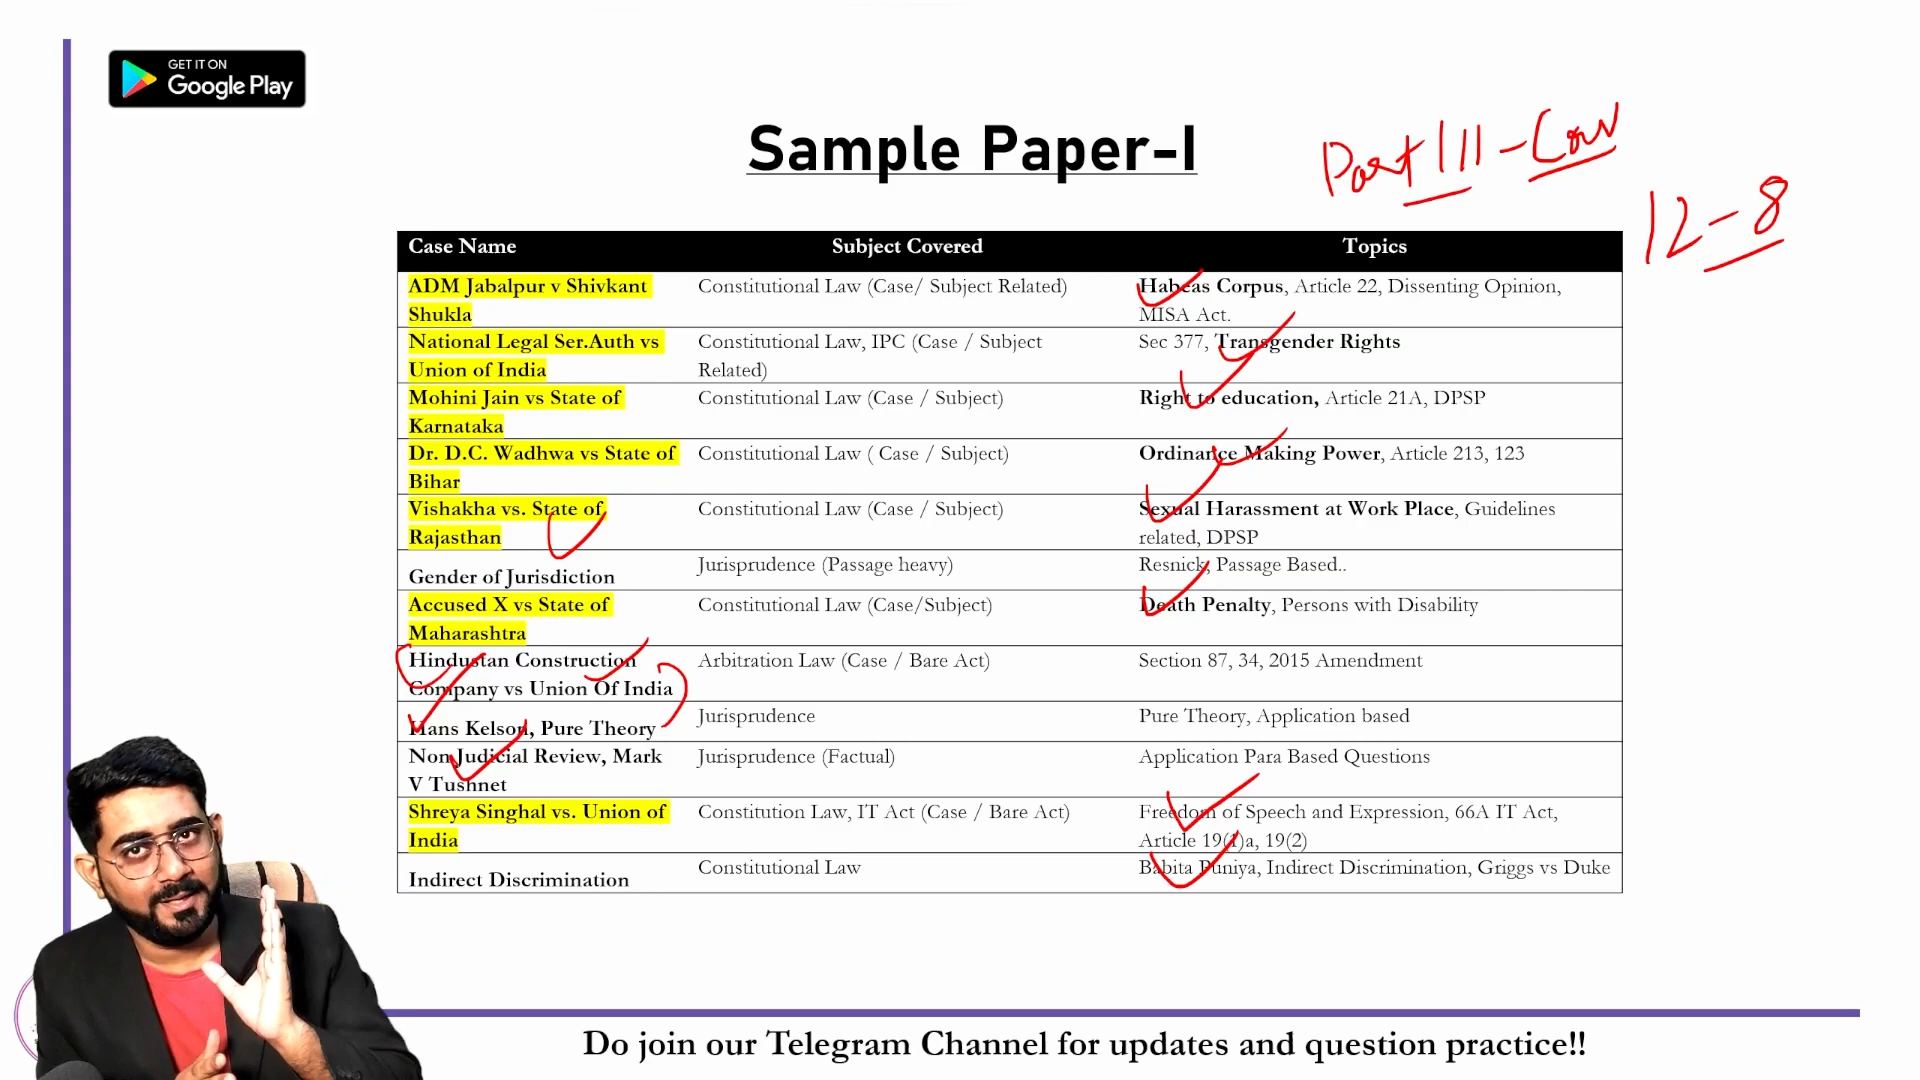 GET IT ON
Google Play
Sample Paper-I
Part III - Con
12 - 8
Case Name Subject Covered Topics
ADM Jabalpur v Shivkant Constitutional Law (Case/ Subject Related) Habeas Corpus, Article 22, Dissenting Opinion,
Shukla MISA Act.
National Legal Ser.Auth vs Constitutional Law, IPC (Case / Subject Sec 377, Transgender Rights
Union of India Related)
Mohini Jain vs State of Constitutional Law (Case / Subject) Right to education, Article 21A, DPSP
Karnataka
Dr. D.C. Wadhwa vs State of Constitutional Law ( Case / Subject) Ordinance Making Power, Article 213, 123
Bihar
Vishakha vs. State of Constitutional Law (Case / Subject) Sexual Harassment at Work Place, Guidelines
Rajasthan related, DPSP
Gender of Jurisdiction Jurisprudence (Passage heavy) Resnick, Passage Based..
Accused X vs State of Constitutional Law (Case/Subject) Death Penalty, Persons with Disability
Maharashtra
Hindustan Construction Arbitration Law (Case / Bare Act) Section 87, 34, 2015 Amendment
Company vs Union Of India
Hans Kelson, Pure Theory Jurisprudence Pure Theory, Application based
Non Judicial Review, Mark Jurisprudence (Factual) Application Para Based Questions
V Tushnet
Shreya Singhal vs. Union of Constitution Law, IT Act (Case / Bare Act) Freedom of Speech and Expression, 66A IT Act,
India Article 19(1)a, 19(2)
Indirect Discrimination Constitutional Law Babita Puniya, Indirect Discrimination, Griggs vs Duke
Do join our Telegram Channel for updates and question practice!!